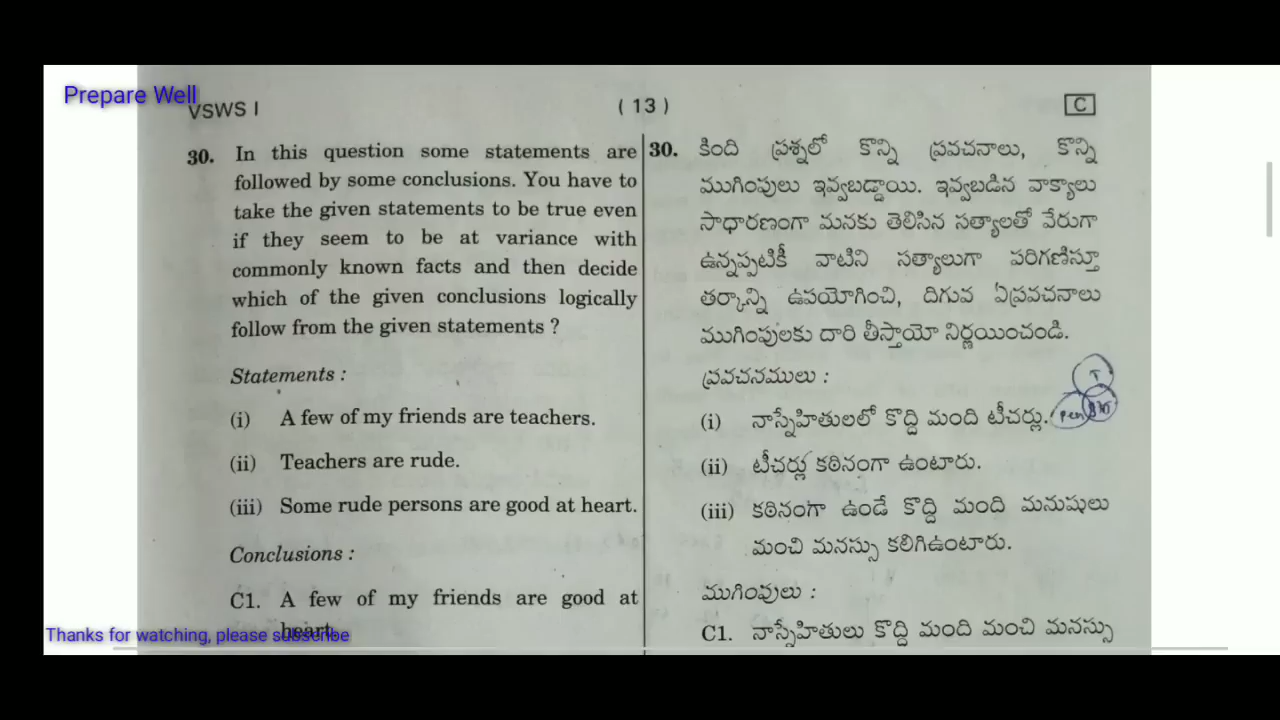 Prepare Well
VSWS I
( 13 )
C
30. In this question some statements are
followed by some conclusions. You have to
take the given statements to be true even
if they seem to be at variance with
commonly known facts and then decide
which of the given conclusions logically
follow from the given statements ?
Statements :
(i) A few of my friends are teachers.
(ii) Teachers are rude.
(iii) Some rude persons are good at heart.
Conclusions :
C1. A few of my friends are good at
heart.
30. కింది ప్రశ్నలో కొన్ని ప్రవచనాలు, కొన్ని
ముగింపులు ఇవ్వబడ్డాయి. ఇవ్వబడిన వాక్యాలు
సాధారణంగా మనకు తెలిసిన సత్యాలతో వేరుగా
ఉన్నప్పటికీ వాటిని సత్యాలుగా పరిగణిస్తూ
తర్కాన్ని ఉపయోగించి, దిగువ ఏప్రవచనాలు
ముగింపులకు దారి తీస్తాయో నిర్ణయించండి.
ప్రవచనములు :
(i) నాస్నేహితులలో కొద్ది మంది టీచర్లు.
(ii) టీచర్లు కఠినంగా ఉంటారు.
(iii) కఠినంగా ఉండే కొద్ది మంది మనుషులు
మంచి మనస్సు కలిగిఉంటారు.
ముగింపులు :
C1. నాస్నేహితులు కొద్ది మంది మంచి మనస్సు
T
Thanks for watching, please subscribe